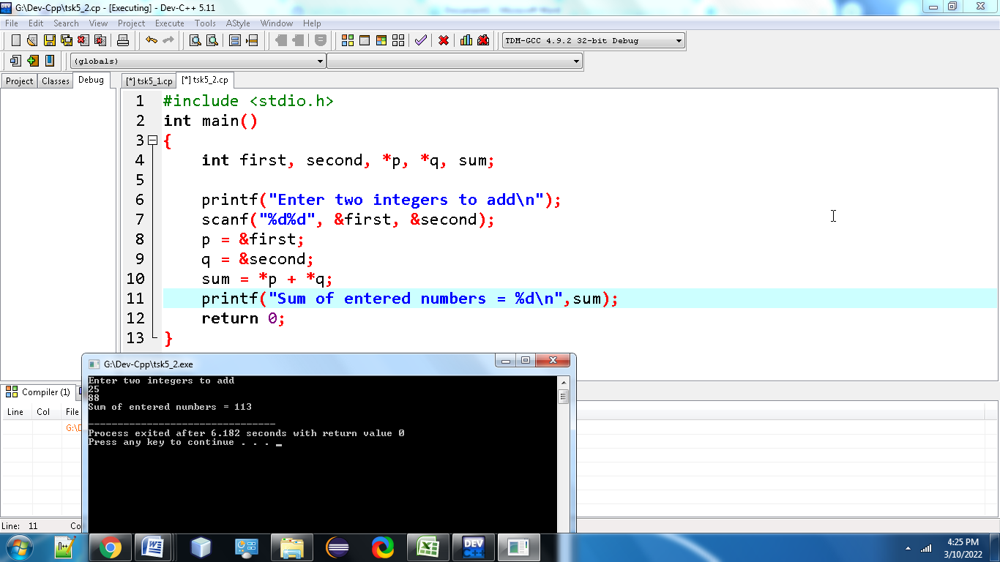 G:\Dev-Cpp\tsk5_2.cp - [Executing] - Dev-C++ 5.11
File Edit Search View Project Execute Tools AStyle Window Help
TDM-GCC 4.9.2 32-bit Debug
(globals)
Project Classes Debug [*] tsk5_1.cp [*] tsk5_2.cp
1 #include <stdio.h>
2 int main()
3 {
4 int first, second, *p, *q, sum;
5
6 printf("Enter two integers to add\n");
7 scanf("%d%d", &first, &second);
8 p = &first;
9 q = &second;
10 sum = *p + *q;
11 printf("Sum of entered numbers = %d\n",sum);
12 return 0;
13 }
G:\Dev-Cpp\tsk5_2.exe
Enter two integers to add
25
88
Sum of entered numbers = 113
--------------------------------
Process exited after 6.182 seconds with return value 0
Press any key to continue . . . _
Compiler (1)
Line Col File
Line: 11
DEV C++
4:25 PM
3/10/2022